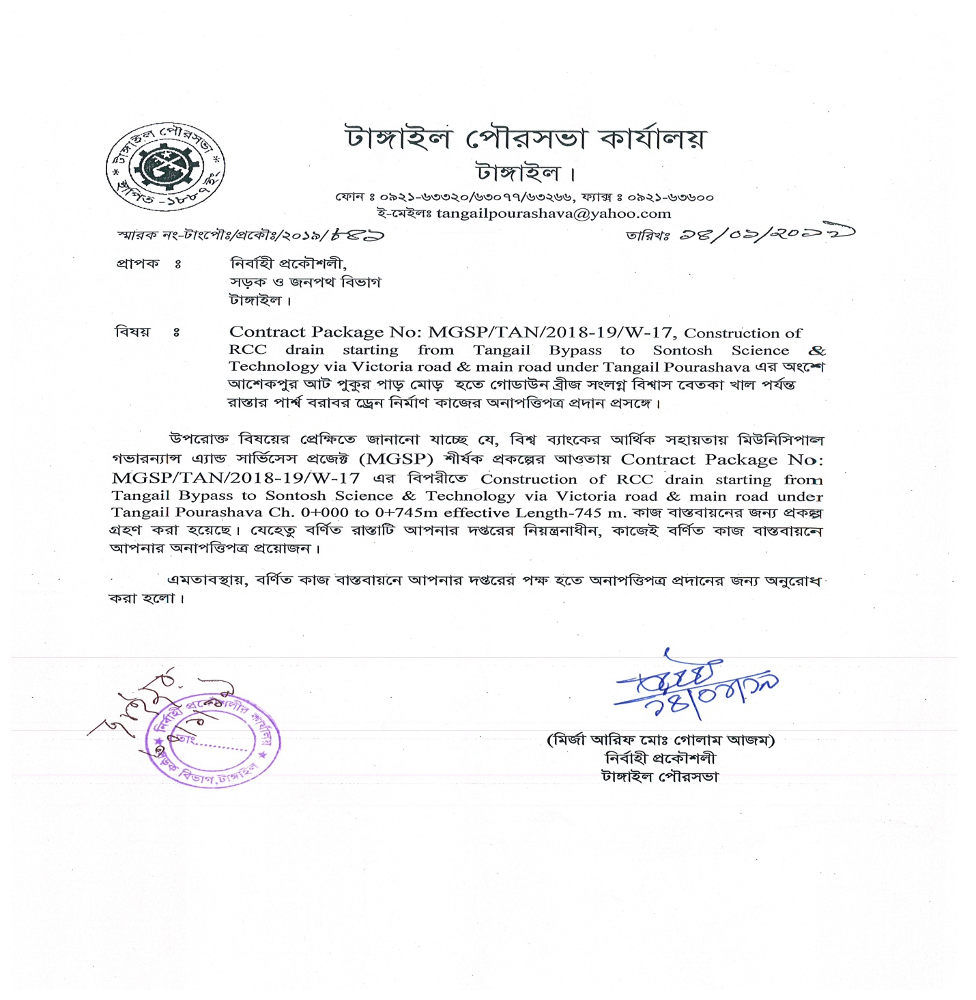 টাঙ্গাইল পৌরসভা
স্থাপিত -১৮৮৭ ইং
টাঙ্গাইল পৌরসভা কার্যালয়
টাঙ্গাইল।
ফোন ঃ ০৯২১-৬৩৩২০/৬৩০৭৭/৬৩২৬৬, ফ্যাক্স ঃ ০৯২১-৬৩৬০০
ই-মেইলঃ tangailpourashava@yahoo.com
স্মারক নং-টাংপৌঃ/প্রকৌঃ/২০১৯/৮৪১
তারিখঃ ১৪/০১/২০১৯
প্রাপক ঃ নির্বাহী প্রকৌশলী,
সড়ক ও জনপথ বিভাগ
টাঙ্গাইল।
বিষয় ঃ Contract Package No: MGSP/TAN/2018-19/W-17, Construction of
RCC drain starting from Tangail Bypass to Sontosh Science &
Technology via Victoria road & main road under Tangail Pourashava এর অংশে
আশেকপুর আট পুকুর পাড় মোড় হতে গোডাউন ব্রীজ সংলগ্ন বিশ্বাস বেতকা খাল পর্যন্ত
রাস্তার পার্শ্ব বরাবর ড্রেন নির্মাণ কাজের অনাপত্তিপত্র প্রদান প্রসঙ্গে।
উপরোক্ত বিষয়ের প্রেক্ষিতে জানানো যাচ্ছে যে, বিশ্ব ব্যাংকের আর্থিক সহায়তায় মিউনিসিপাল
গভারন্যান্স এ্যান্ড সার্ভিসেস প্রজেক্ট (MGSP) শীর্ষক প্রকল্পের আওতায় Contract Package No:
MGSP/TAN/2018-19/W-17 এর বিপরীতে Construction of RCC drain starting from
Tangail Bypass to Sontosh Science & Technology via Victoria road & main road under
Tangail Pourashava Ch. 0+000 to 0+745m effective Length-745 m. কাজ বাস্তবায়নের জন্য প্রকল্প
গ্রহণ করা হয়েছে। যেহেতু বর্ণিত রাস্তাটি আপনার দপ্তরের নিয়ন্ত্রনাধীন, কাজেই বর্ণিত কাজ বাস্তবায়নে
আপনার অনাপত্তিপত্র প্রয়োজন।
এমতাবস্থায়, বর্ণিত কাজ বাস্তবায়নে আপনার দপ্তরের পক্ষ হতে অনাপত্তিপত্র প্রদানের জন্য অনুরোধ
করা হলো।
নির্বাহী প্রকৌশলীর কার্যালয়
তাং............
সড়ক বিভাগ, টাঙ্গাইল
(মির্জা আরিফ মোঃ গোলাম আজম)
নির্বাহী প্রকৌশলী
টাঙ্গাইল পৌরসভা